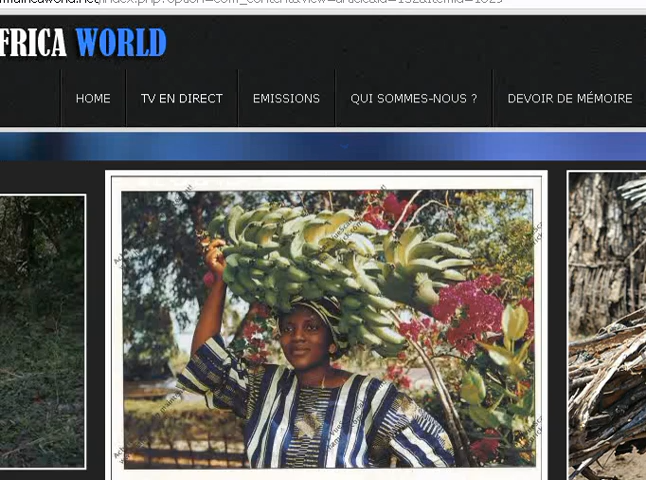 FRICA WORLD
HOME
TV EN DIRECT
EMISSIONS
QUI SOMMES-NOUS ?
DEVOIR DE MÉMOIRE